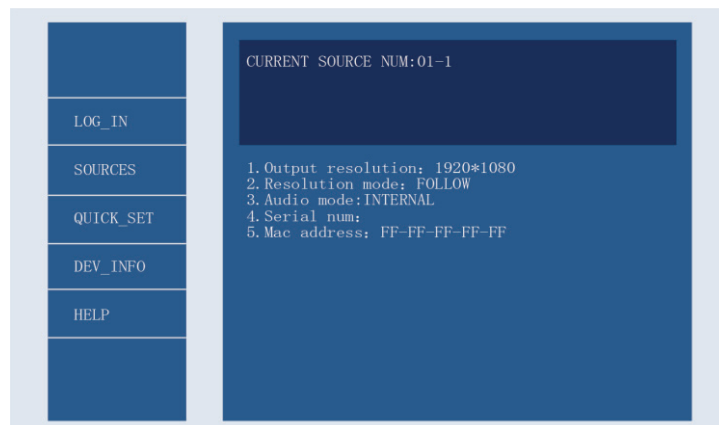 LOG_IN
SOURCES
QUICK_SET
DEV_INFO
HELP
CURRENT SOURCE NUM:01-1
1.Output resolution: 1920*1080
2.Resolution mode: FOLLOW
3.Audio mode:INTERNAL
4.Serial num:
5.Mac address: FF-FF-FF-FF-FF